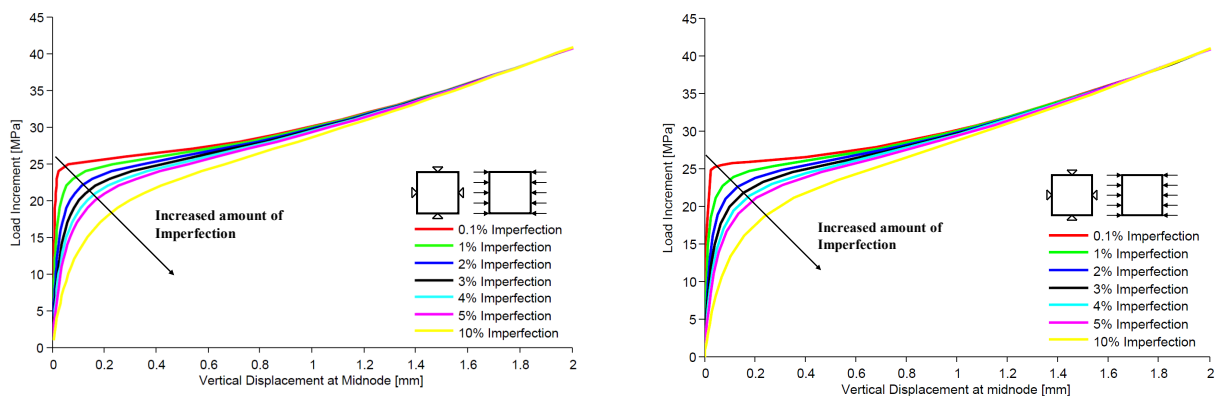 45
40
35
30
25
20
15
10
5
0
Load Increment [MPa]
Increased amount of
Imperfection
0.1% Imperfection
1% Imperfection
2% Imperfection
3% Imperfection
4% Imperfection
5% Imperfection
10% Imperfection
0 0.2 0.4 0.6 0.8 1 1.2 1.4 1.6 1.8 2
Vertical Displacement at Midnode [mm]
45
40
35
30
25
20
15
10
5
0
Load Increment [MPa]
Increased amount of
Imperfection
0.1% Imperfection
1% Imperfection
2% Imperfection
3% Imperfection
4% Imperfection
5% Imperfection
10% Imperfection
0 0.2 0.4 0.6 0.8 1 1.2 1.4 1.6 1.8 2
Vertical Displacement at midnode [mm]